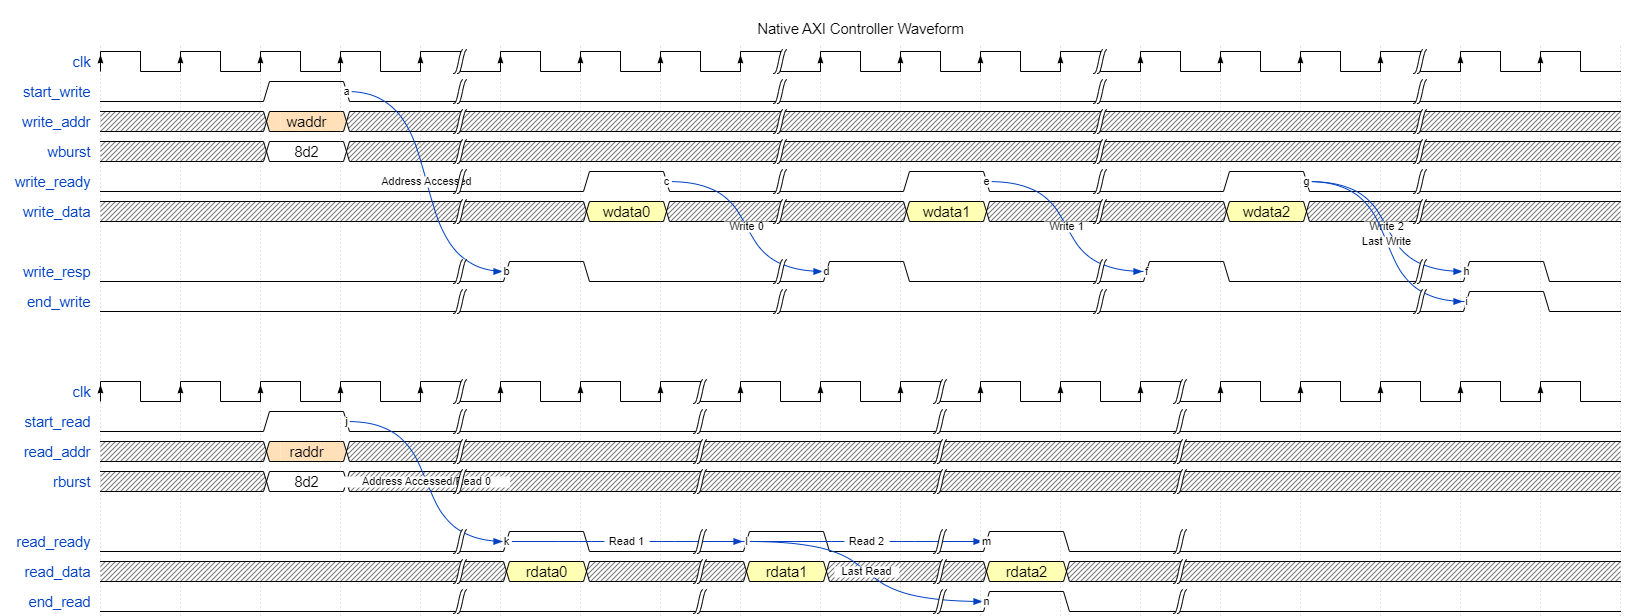 Native AXI Controller Waveform
clk
start_write a
write_addr waddr
wburst 8d2
write_ready Address Accessed c e g
write_data wdata0 wdata1 wdata2
Write 0 Write 1 Write 2
Last Write
write_resp b d f h
end_write i
clk
start_read j
read_addr raddr
rburst 8d2 Address Accessed/Read 0
read_ready k Read 1 l Read 2 m
read_data rdata0 rdata1 Last Read rdata2
end_read n